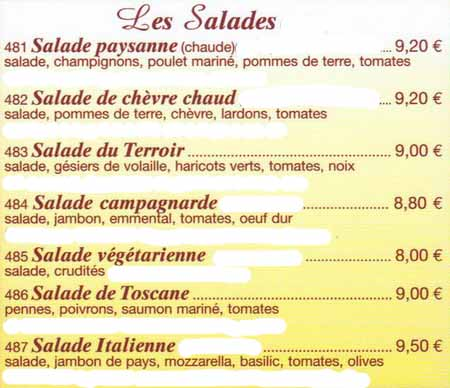 Les Salades
481 Salade paysanne (chaude) .... 9,20 €
salade, champignons, poulet mariné, pommes de terre, tomates
482 Salade de chèvre chaud .... 9,20 €
salade, pommes de terre, chèvre, lardons, tomates
483 Salade du Terroir ........................................ 9,00 €
salade, gésiers de volaille, haricots verts, tomates, noix
484 Salade campagnarde ................................. 8,80 €
salade, jambon, emmental, tomates, oeuf dur
485 Salade végétarienne ................. 8,00 €
salade, crudités
486 Salade de Toscane ....................................... 9,00 €
pennes, poivrons, saumon mariné, tomates
487 Salade Italienne ......................... 9,50 €
salade, jambon de pays, mozzarella, basilic, tomates, olives